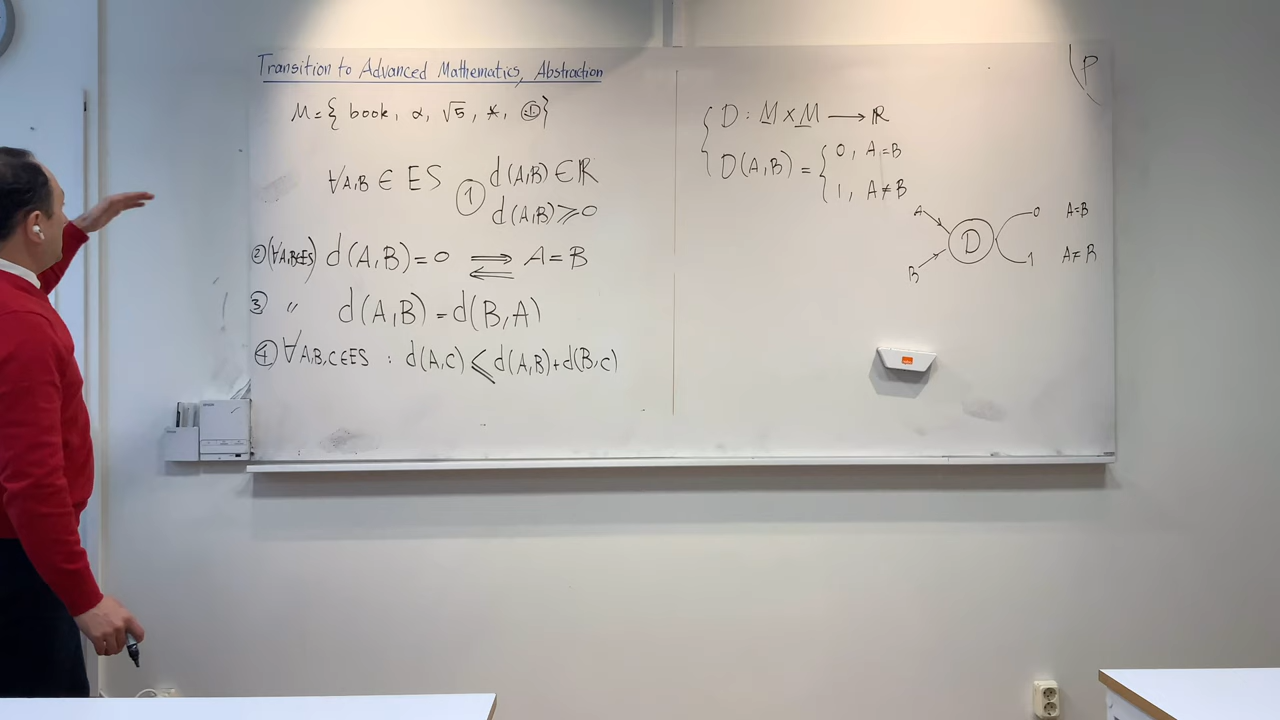 Transition to Advanced Mathematics, Abstraction
M = { book, α, √5, *, }
∀A,B ∈ ES ① d(A,B) ∈ ℝ
d(A,B) ⩾ 0
② (∀A,B∈ES) d(A,B) = 0 ⟹ ⟸ A = B
③ 〃 d(A,B) = d(B,A)
④ ∀A,B,C∈ES : d(A,C) ⩽ d(A,B)+d(B,C)
{ D : M × M ⟶ ℝ
D(A,B) = { 0, A=B
1, A≠B
A
B
D
0 A=B
1 A≠B
P